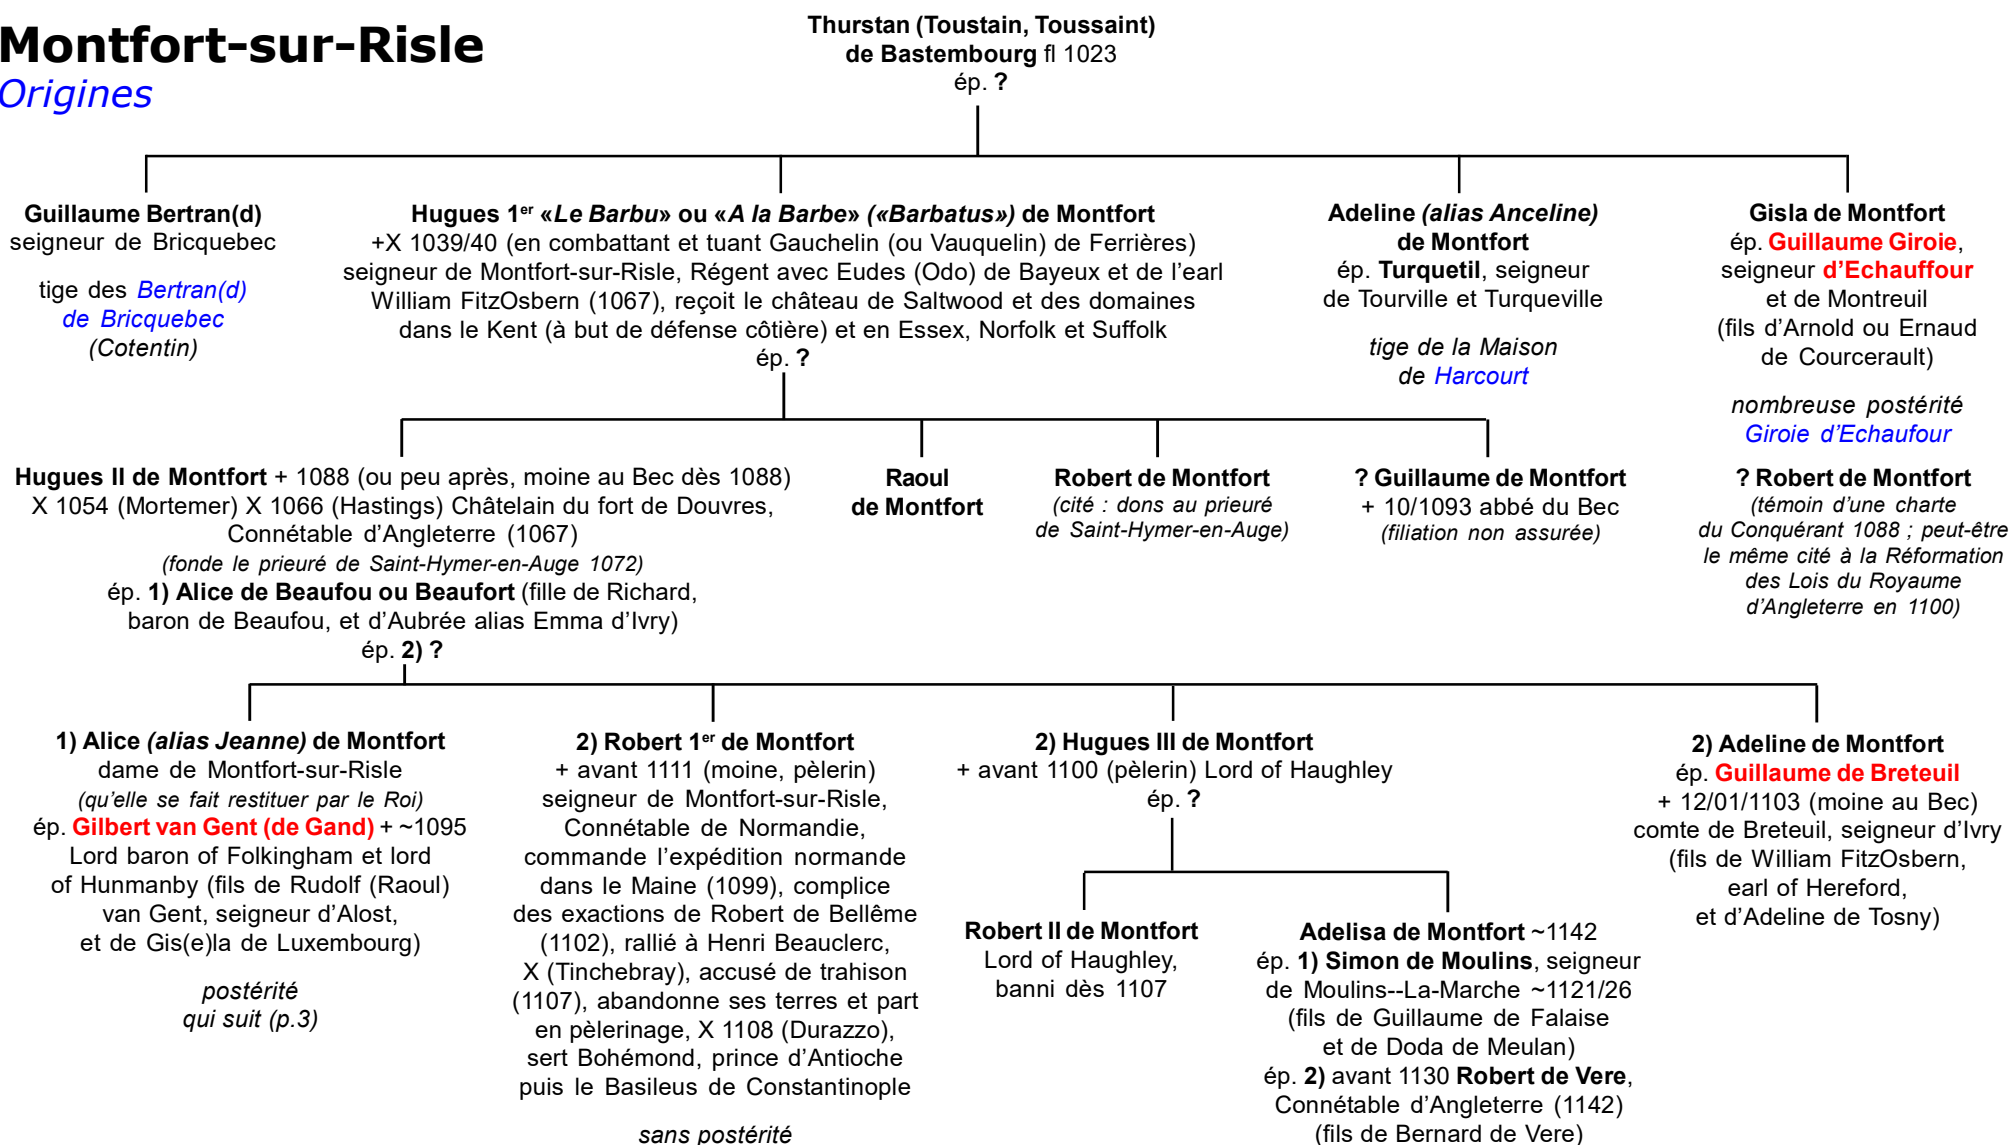 Montfort-sur-Risle
Origines
Thurstan (Toustain, Toussaint)
de Bastembourg fl 1023
ép. ?
Guillaume Bertran(d)
seigneur de Bricquebec
tige des Bertran(d)
de Bricquebec
(Cotentin)
Hugues 1er «Le Barbu» ou «A la Barbe» («Barbatus») de Montfort
+X 1039/40 (en combattant et tuant Gauchelin (ou Vauquelin) de Ferrières)
seigneur de Montfort-sur-Risle, Régent avec Eudes (Odo) de Bayeux et de l'earl
William FitzOsbern (1067), reçoit le château de Saltwood et des domaines
dans le Kent (à but de défense côtière) et en Essex, Norfolk et Suffolk
ép. ?
Adeline (alias Anceline)
de Montfort
ép. Turquetil, seigneur
de Tourville et Turqueville
tige de la Maison
de Harcourt
Gisla de Montfort
ép. Guillaume Giroie,
seigneur d'Echauffour
et de Montreuil
(fils d'Arnold ou Ernaud
de Courcerault)
nombreuse postérité
Giroie d'Echaufour
Hugues II de Montfort + 1088 (ou peu après, moine au Bec dès 1088)
X 1054 (Mortemer) X 1066 (Hastings) Châtelain du fort de Douvres,
Connétable d'Angleterre (1067)
(fonde le prieuré de Saint-Hymer-en-Auge 1072)
ép. 1) Alice de Beaufou ou Beaufort (fille de Richard,
baron de Beaufou, et d'Aubrée alias Emma d'Ivry)
ép. 2) ?
Raoul
de Montfort
Robert de Montfort
(cité : dons au prieuré
de Saint-Hymer-en-Auge)
? Guillaume de Montfort
+ 10/1093 abbé du Bec
(filiation non assurée)
? Robert de Montfort
(témoin d'une charte
du Conquérant 1088 ; peut-être
le même cité à la Réformation
des Lois du Royaume
d'Angleterre en 1100)
1) Alice (alias Jeanne) de Montfort
dame de Montfort-sur-Risle
(qu'elle se fait restituer par le Roi)
ép. Gilbert van Gent (de Gand) + ~1095
Lord baron of Folkingham et lord
of Hunmanby (fils de Rudolf (Raoul)
van Gent, seigneur d'Alost,
et de Gis(e)la de Luxembourg)
postérité
qui suit (p.3)
2) Robert 1er de Montfort
+ avant 1111 (moine, pèlerin)
seigneur de Montfort-sur-Risle,
Connétable de Normandie,
commande l'expédition normande
dans le Maine (1099), complice
des exactions de Robert de Bellême
(1102), rallié à Henri Beauclerc,
X (Tinchebray), accusé de trahison
(1107), abandonne ses terres et part
en pèlerinage, X 1108 (Durazzo),
sert Bohémond, prince d'Antioche
puis le Basileus de Constantinople
sans postérité
2) Hugues III de Montfort
+ avant 1100 (pèlerin) Lord of Haughley
ép. ?
Robert II de Montfort
Lord of Haughley,
banni dès 1107
Adelisa de Montfort ~1142
ép. 1) Simon de Moulins, seigneur
de Moulins--La-Marche ~1121/26
(fils de Guillaume de Falaise
et de Doda de Meulan)
ép. 2) avant 1130 Robert de Vere,
Connétable d'Angleterre (1142)
(fils de Bernard de Vere)
2) Adeline de Montfort
ép. Guillaume de Breteuil
+ 12/01/1103 (moine au Bec)
comte de Breteuil, seigneur d'Ivry
(fils de William FitzOsbern,
earl of Hereford,
et d'Adeline de Tosny)